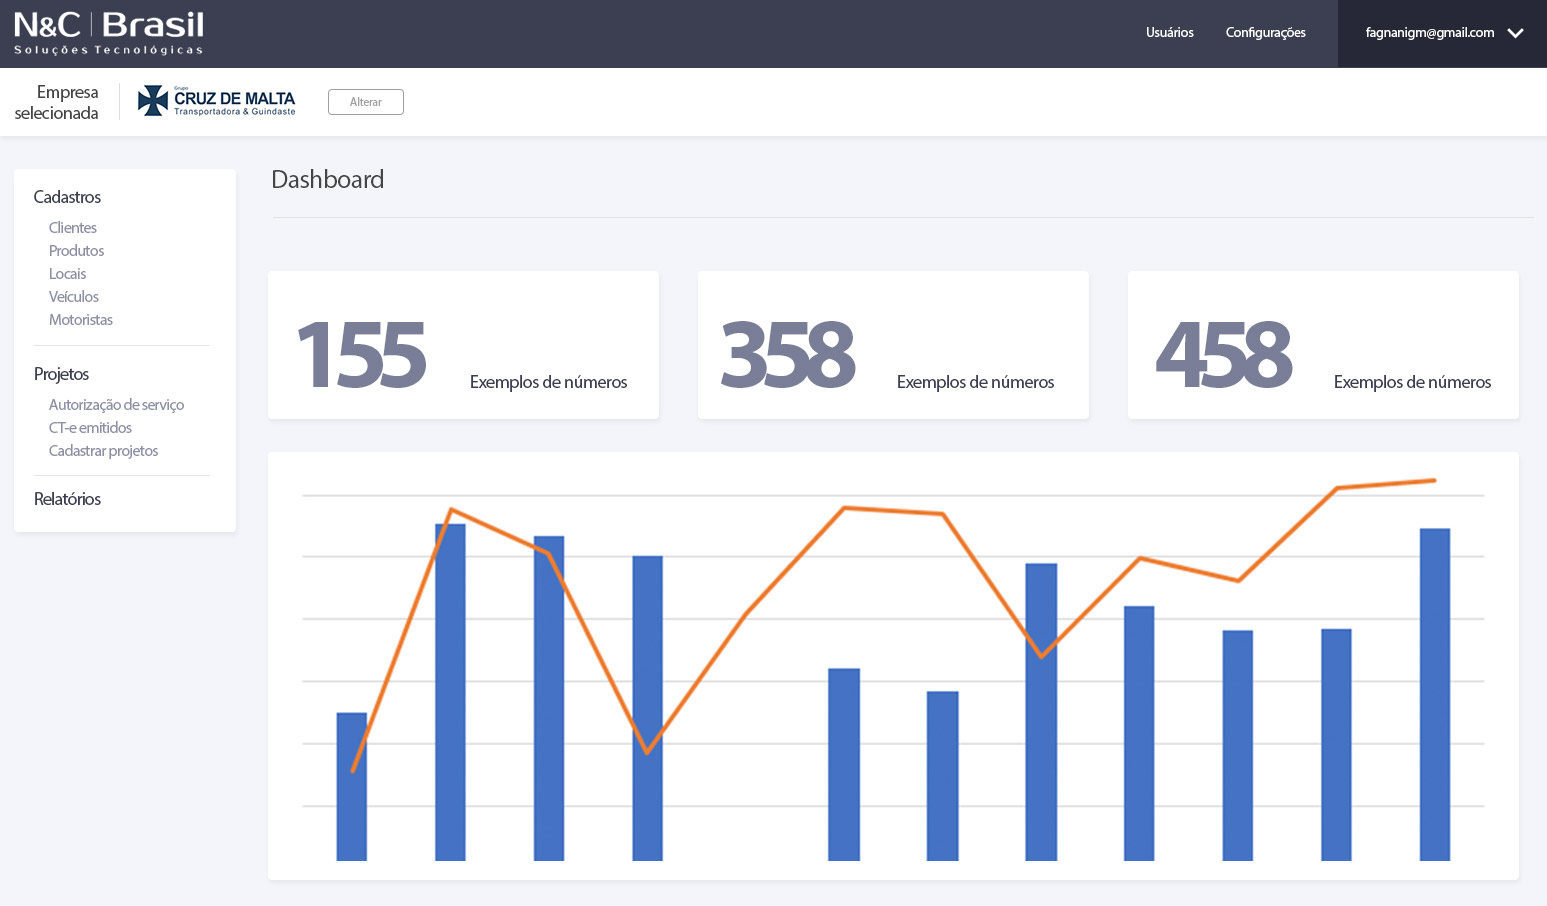 N&C | Brasil
Soluções Tecnológicas
Usuários
Configurações
fagnanigm@gmail.com
Empresa
selecionada
Grupo
CRUZ DE MALTA
Transportadora & Guindaste
Alterar
Cadastros
Clientes
Produtos
Locais
Veículos
Motoristas
Projetos
Autorização de serviço
CT-e emitidos
Cadastrar projetos
Relatórios
Dashboard
155
Exemplos de números
358
Exemplos de números
458
Exemplos de números